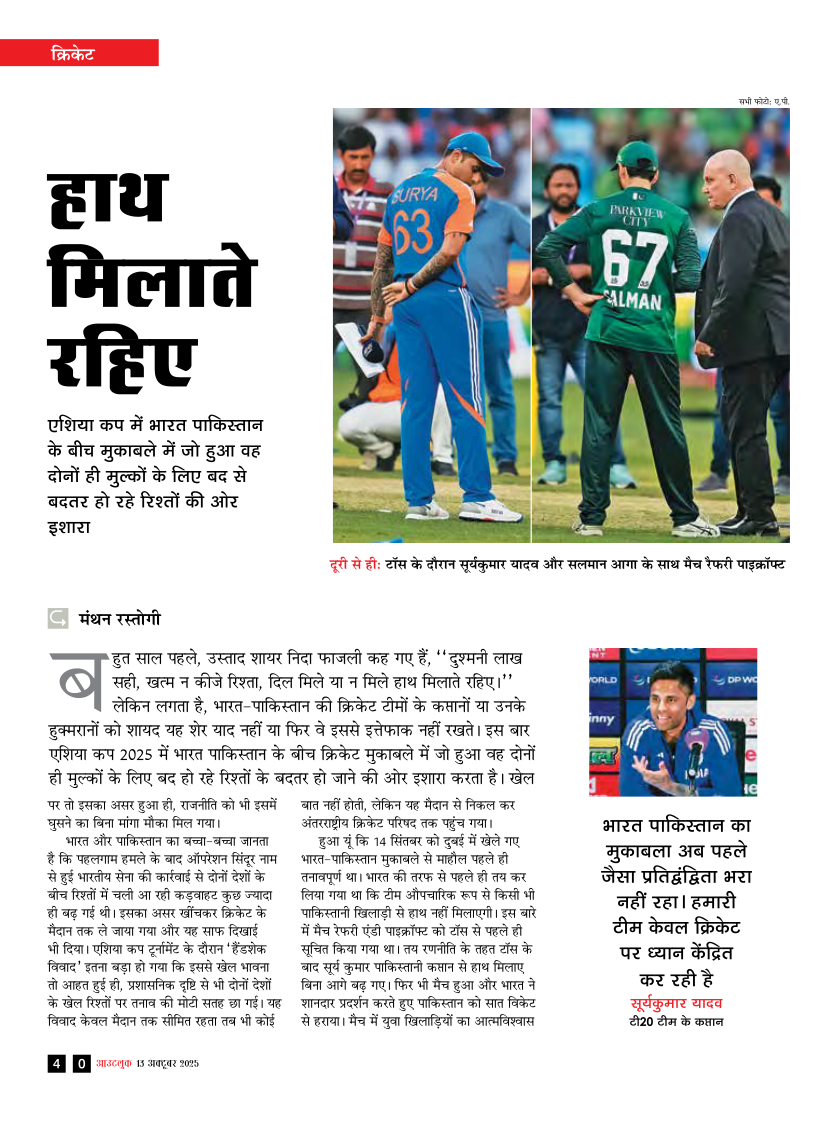 क्रिकेट
सभी फोटो: ए.पी.
हाथ
मिलाते
रहिए
एशिया कप में भारत पाकिस्तान
के बीच मुकाबले में जो हुआ वह
दोनों ही मुल्कों के लिए बद से
बदतर हो रहे रिश्तों की ओर
इशारा
SURYA
63
PARKVIEW
CITY
67
SALMAN
दूरी से ही: टॉस के दौरान सूर्यकुमार यादव और सलमान आगा के साथ मैच रैफरी पाइक्रॉफ्ट
मंथन रस्तोगी
बहुत साल पहले, उस्ताद शायर निदा फाजली कह गए हैं, ‘‘दुश्मनी लाख
सही, खत्म न कीजे रिश्ता, दिल मिले या न मिले हाथ मिलाते रहिए।’’
लेकिन लगता है, भारत-पाकिस्तान की क्रिकेट टीमों के कप्तानों या उनके
हुक्मरानों को शायद यह शेर याद नहीं या फिर वे इससे इत्तेफाक नहीं रखते। इस बार
एशिया कप 2025 में भारत पाकिस्तान के बीच क्रिकेट मुकाबले में जो हुआ वह दोनों
ही मुल्कों के लिए बद हो रहे रिश्तों के बदतर हो जाने की ओर इशारा करता है। खेल
पर तो इसका असर हुआ ही, राजनीति को भी इसमें
घुसने का बिना मांगा मौका मिल गया।
भारत और पाकिस्तान का बच्चा-बच्चा जानता
है कि पहलगाम हमले के बाद ऑपरेशन सिंदूर नाम
से हुई भारतीय सेना की कार्रवाई से दोनों देशों के
बीच रिश्तों में चली आ रही कड़वाहट कुछ ज्यादा
ही बढ़ गई थी। इसका असर खींचकर क्रिकेट के
मैदान तक ले जाया गया और यह साफ दिखाई
भी दिया। एशिया कप टूर्नामेंट के दौरान ‘हैंडशेक
विवाद’ इतना बड़ा हो गया कि इससे खेल भावना
तो आहत हुई ही, प्रशासनिक दृष्टि से भी दोनों देशों
के खेल रिश्तों पर तनाव की मोटी सतह छा गई। यह
विवाद केवल मैदान तक सीमित रहता तब भी कोई
बात नहीं होती, लेकिन यह मैदान से निकल कर
अंतरराष्ट्रीय क्रिकेट परिषद तक पहुंच गया।
हुआ यूं कि 14 सिंतबर को दुबई में खेले गए
भारत-पाकिस्तान मुकाबले से माहौल पहले ही
तनावपूर्ण था। भारत की तरफ से पहले ही तय कर
लिया गया था कि टीम औपचारिक रूप से किसी भी
पाकिस्तानी खिलाड़ी से हाथ नहीं मिलाएगी। इस बारे
में मैच रेफरी एंडी पाइक्रॉफ्ट को टॉस से पहले ही
सूचित किया गया था। तय रणनीति के तहत टॉस के
बाद सूर्य कुमार पाकिस्तानी कप्तान से हाथ मिलाए
बिना आगे बढ़ गए। फिर भी मैच हुआ और भारत ने
शानदार प्रदर्शन करते हुए पाकिस्तान को सात विकेट
से हराया। मैच में युवा खिलाड़ियों का आत्मविश्वास
WORLD
DP WORLD
DP WO
भारत पाकिस्तान का
मुकाबला अब पहले
जैसा प्रतिद्वंद्विता भरा
नहीं रहा। हमारी
टीम केवल क्रिकेट
पर ध्यान केंद्रित
कर रही है
सूर्यकुमार यादव
टी20 टीम के कप्तान
40 आउटलुक 13 अक्टूबर 2025